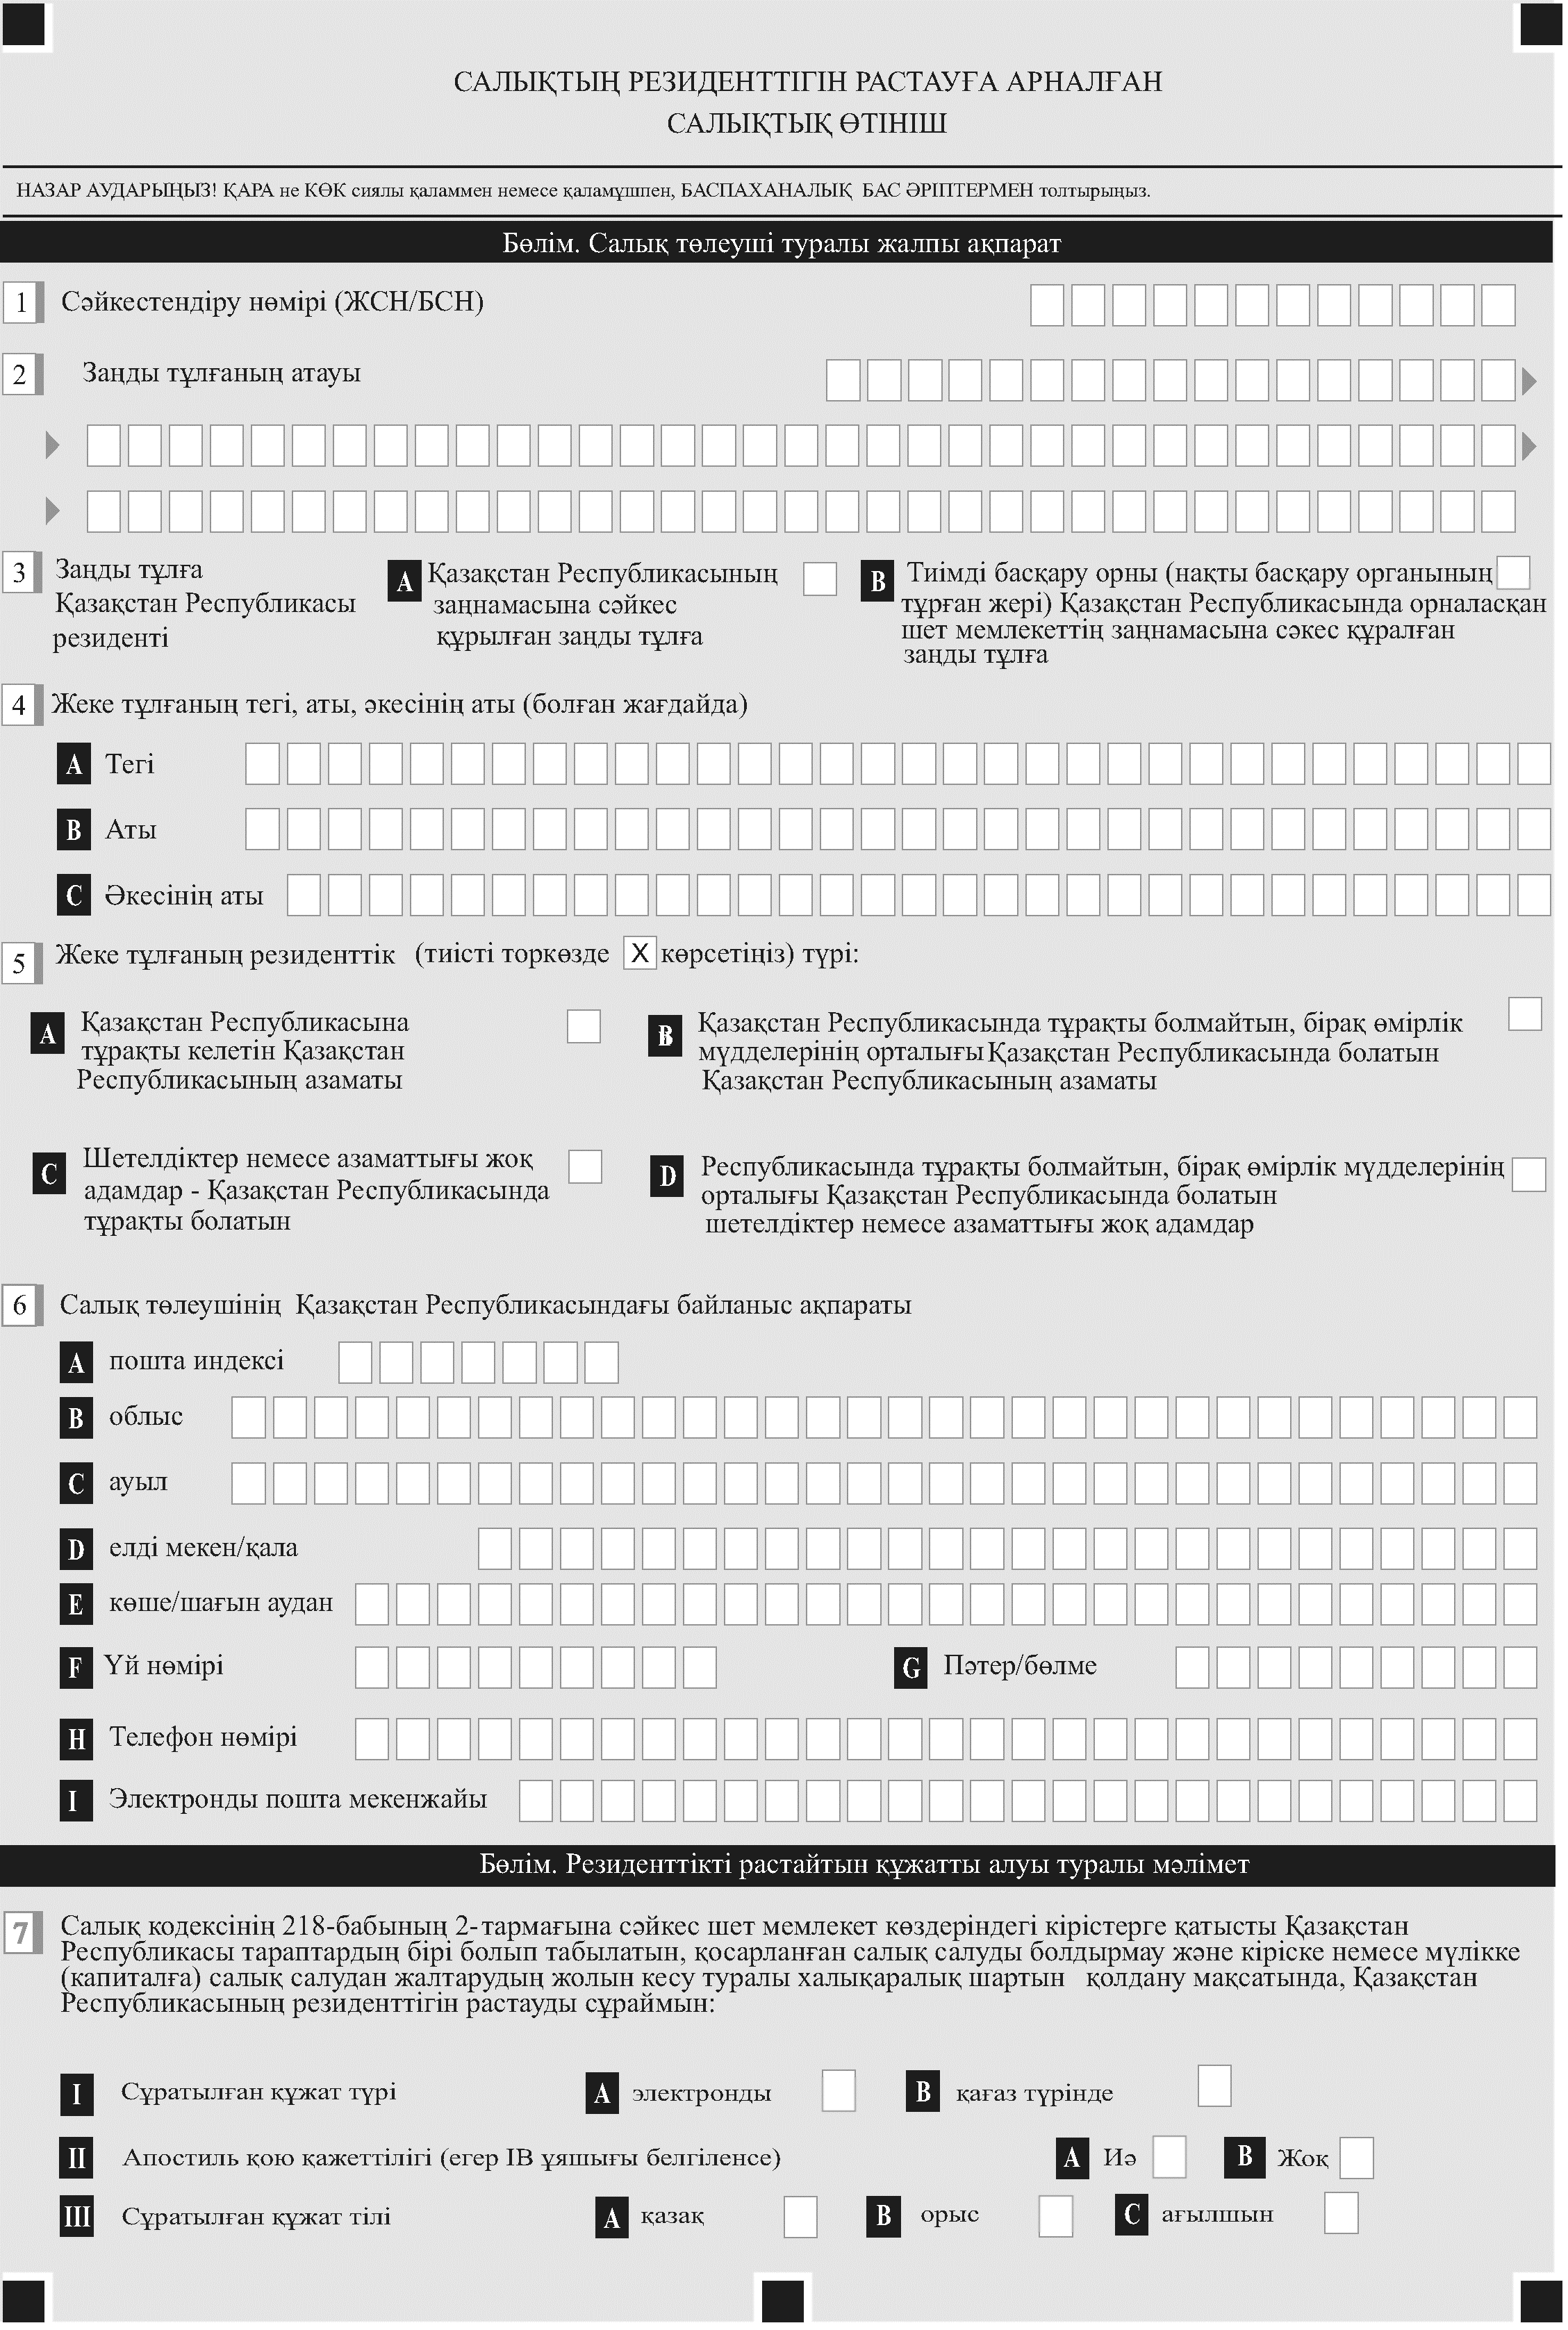 САЛЫҚТЫҢ РЕЗИДЕНТТІГІН РАСТАУҒА АРНАЛҒАН
САЛЫҚТЫҚ ӨТІНІШ
НАЗАР АУДАРЫҢЫЗ! ҚАРА не КӨК сиялы қаламмен немесе қаламұшпен, БАСПАХАНАЛЫҚ БАС ӘРІПТЕРМЕН толтырыңыз.
Бөлім. Салық төлеуші туралы жалпы ақпарат
1 Сәйкестендіру нөмірі (ЖСН/БСН)
2 Заңды тұлғаның атауы
3 Заңды тұлға
Қазақстан Республикасы
резиденті
A Қазақстан Республикасының
заңнамасына сәйкес
құрылған заңды тұлға
B Тиімді басқару орны (нақты басқару органының
тұрған жері) Қазақстан Республикасында орналасқан
шет мемлекеттің заңнамасына сәкес құралған
заңды тұлға
4 Жеке тұлғаның тегі, аты, әкесінің аты (болған жағдайда)
A Тегі
B Аты
C Әкесінің аты
5 Жеке тұлғаның резиденттік (тиісті торкөзде X көрсетіңіз) түрі:
A Қазақстан Республикасына
тұрақты келетін Қазақстан
Республикасының азаматы
B Қазақстан Республикасында тұрақты болмайтын, бірақ өмірлік
мүдделерінің орталығы Қазақстан Республикасында болатын
Қазақстан Республикасының азаматы
C Шетелдіктер немесе азаматтығы жоқ
адамдар - Қазақстан Республикасында
тұрақты болатын
D Республикасында тұрақты болмайтын, бірақ өмірлік мүдделерінің
орталығы Қазақстан Республикасында болатын
шетелдіктер немесе азаматтығы жоқ адамдар
6 Салық төлеушінің Қазақстан Республикасындағы байланыс ақпараты
A пошта индексі
B облыс
C ауыл
D елді мекен/қала
E көше/шағын аудан
F Үй нөмірі G Пәтер/бөлме
H Телефон нөмірі
I Электронды пошта мекенжайы
Бөлім. Резиденттікті растайтын құжатты алуы туралы мәлімет
7 Салық кодексінің 218-бабының 2-тармағына сәйкес шет мемлекет көздеріндегі кірістерге қатысты Қазақстан
Республикасы тараптардың бірі болып табылатын, қосарланған салық салуды болдырмау және кіріске немесе мүлікке
(капиталға) салық салудан жалтарудың жолын кесу туралы халықаралық шартын қолдану мақсатында, Қазақстан
Республикасының резиденттігін растауды сұраймын:
I Сұратылған құжат түрі A электронды B қағаз түрінде
II Апостиль қою қажеттілігі (егер IB ұяшығы белгіленсе) A Иә B Жоқ
III Сұратылған құжат тілі A қазақ B орыс C ағылшын